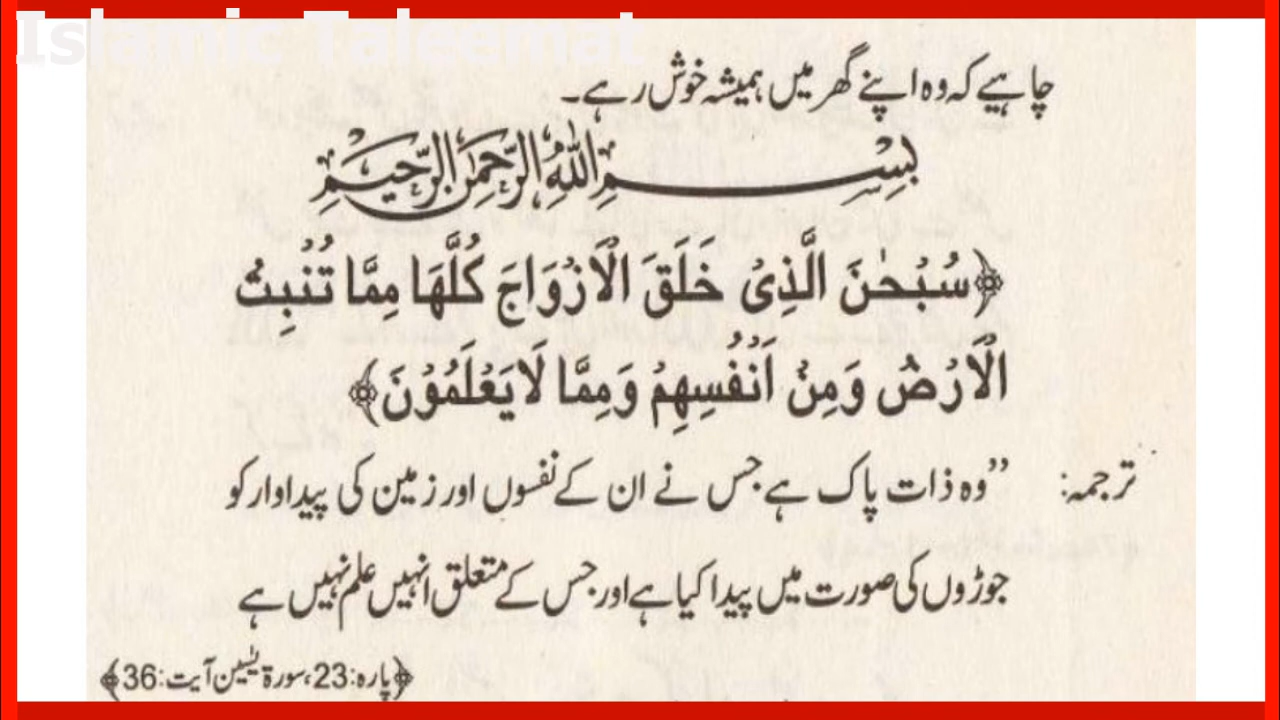 Islamic Taleemat
چاہیے کہ وہ اپنے گھر میں ہمیشہ خوش رہے۔
بِسْمِ اللّٰهِ الرَّحْمٰنِ الرَّحِيْمِ
﴿سُبْحٰنَ الَّذِیْ خَلَقَ الْاَزْوَاجَ كُلَّهَا مِمَّا تُنْبِتُ
الْاَرْضُ وَمِنْ اَنْفُسِهِمْ وَمِمَّا لَا يَعْلَمُوْنَ﴾
ترجمہ: ”وہ ذات پاک ہے جس نے ان کے نفسوں اور زمین کی پیداوار کو
جوڑوں کی صورت میں پیدا کیا ہے اور جس کے متعلق انہیں علم نہیں ہے
﴿پارہ:23، سورۃ یٰسین آیت:36﴾